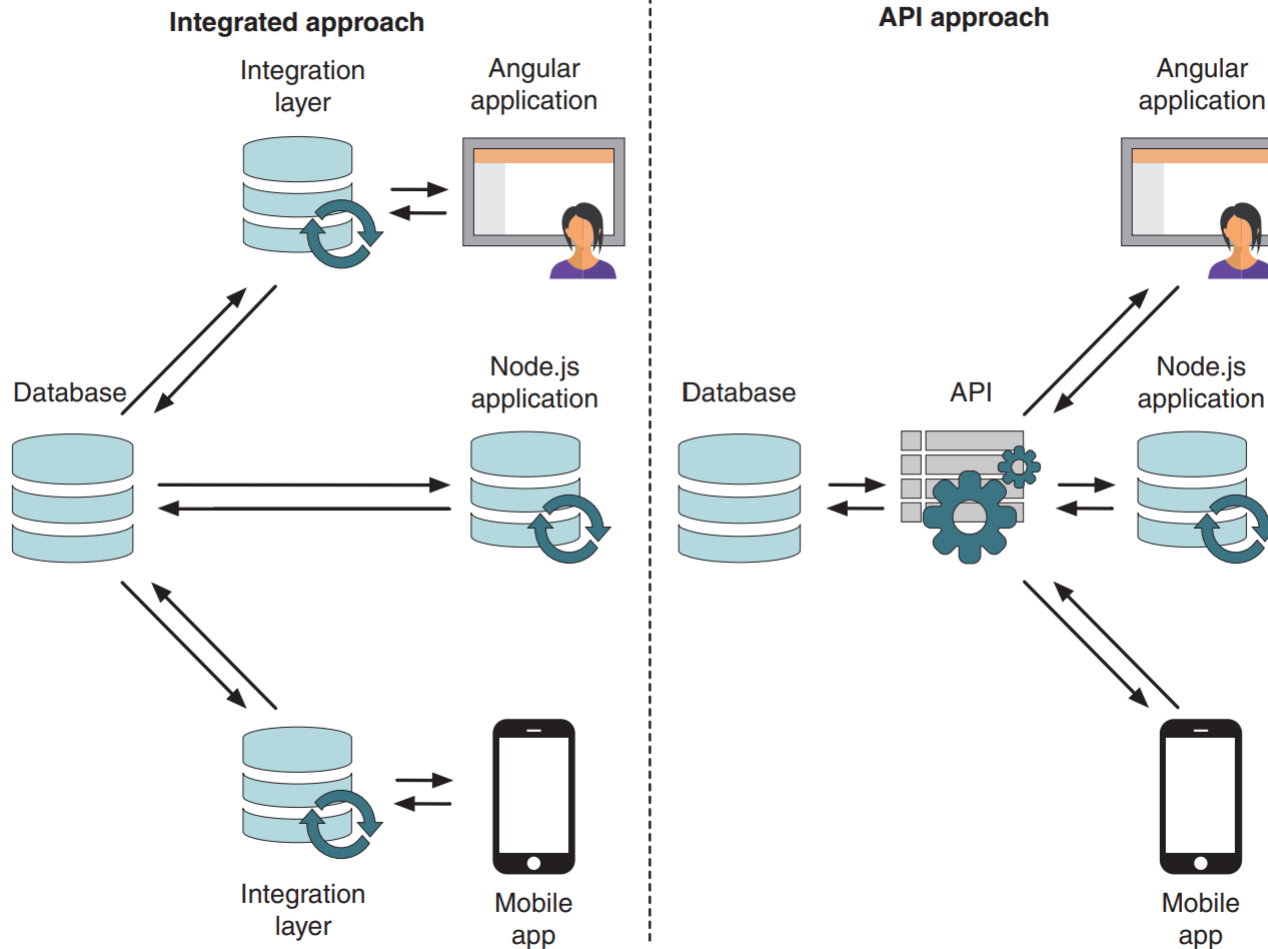 Integrated approach
Integration
layer
Angular
application
Database
Node.js
application
Integration
layer
Mobile
app
API approach
Angular
application
Database
API
Node.js
application
Mobile
app